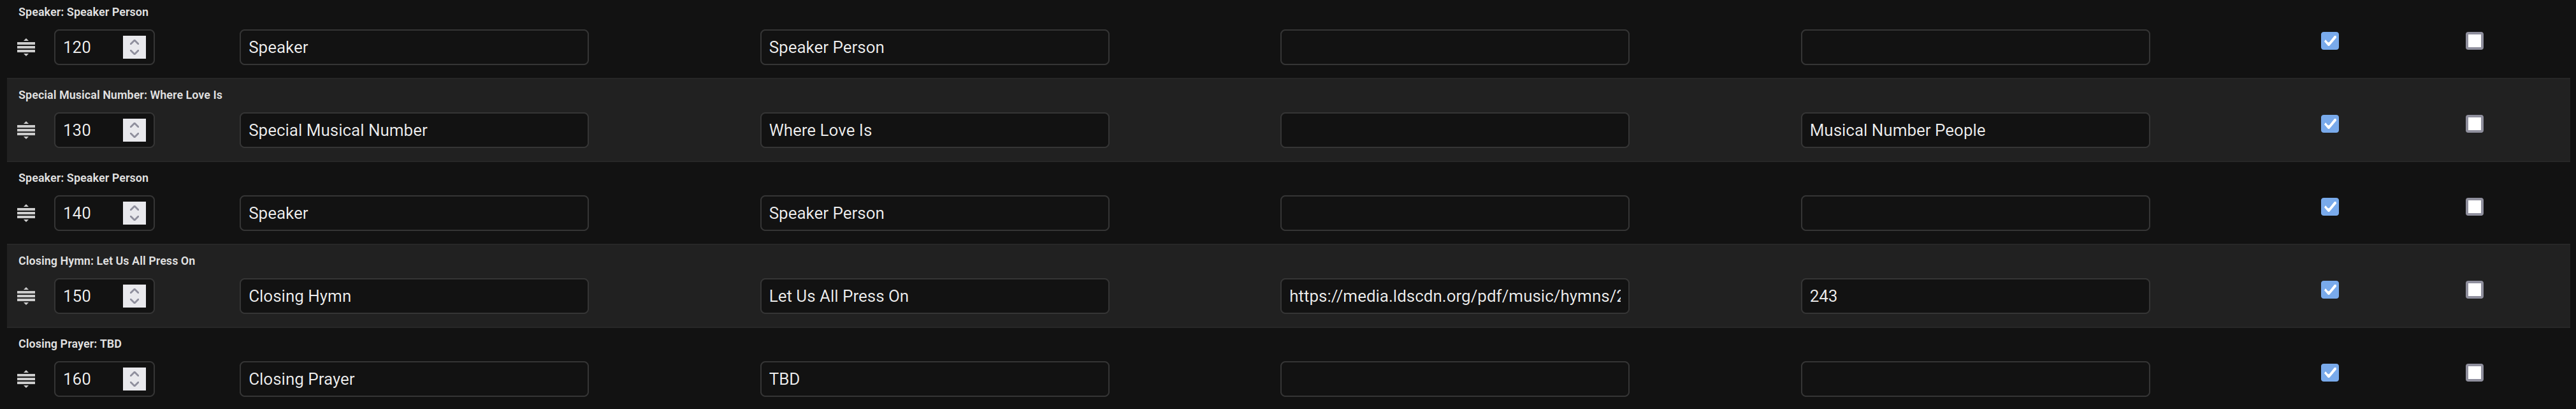 Speaker: Speaker Person
120 Speaker Speaker Person
Special Musical Number: Where Love Is
130 Special Musical Number Where Love Is Musical Number People
Speaker: Speaker Person
140 Speaker Speaker Person
Closing Hymn: Let Us All Press On
150 Closing Hymn Let Us All Press On https://media.ldscdn.org/pdf/music/hymns/2 243
Closing Prayer: TBD
160 Closing Prayer TBD